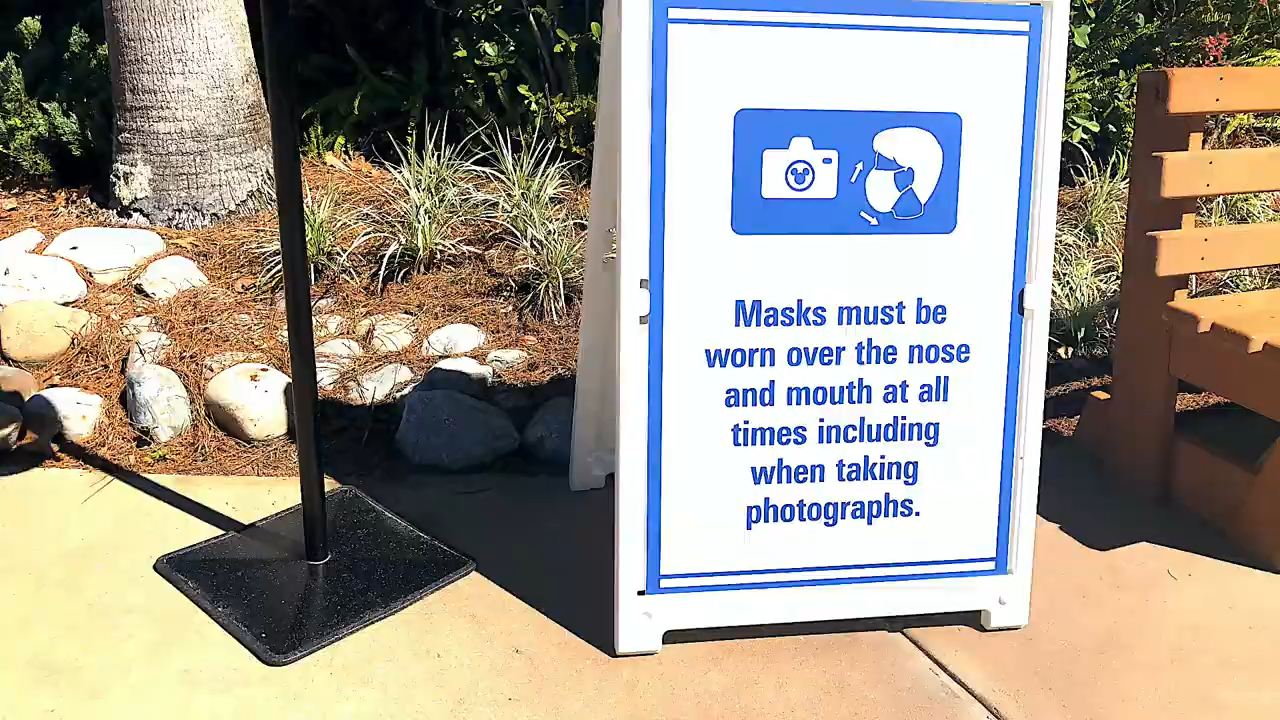 Masks must be
worn over the nose
and mouth at all
times including
when taking
photographs.